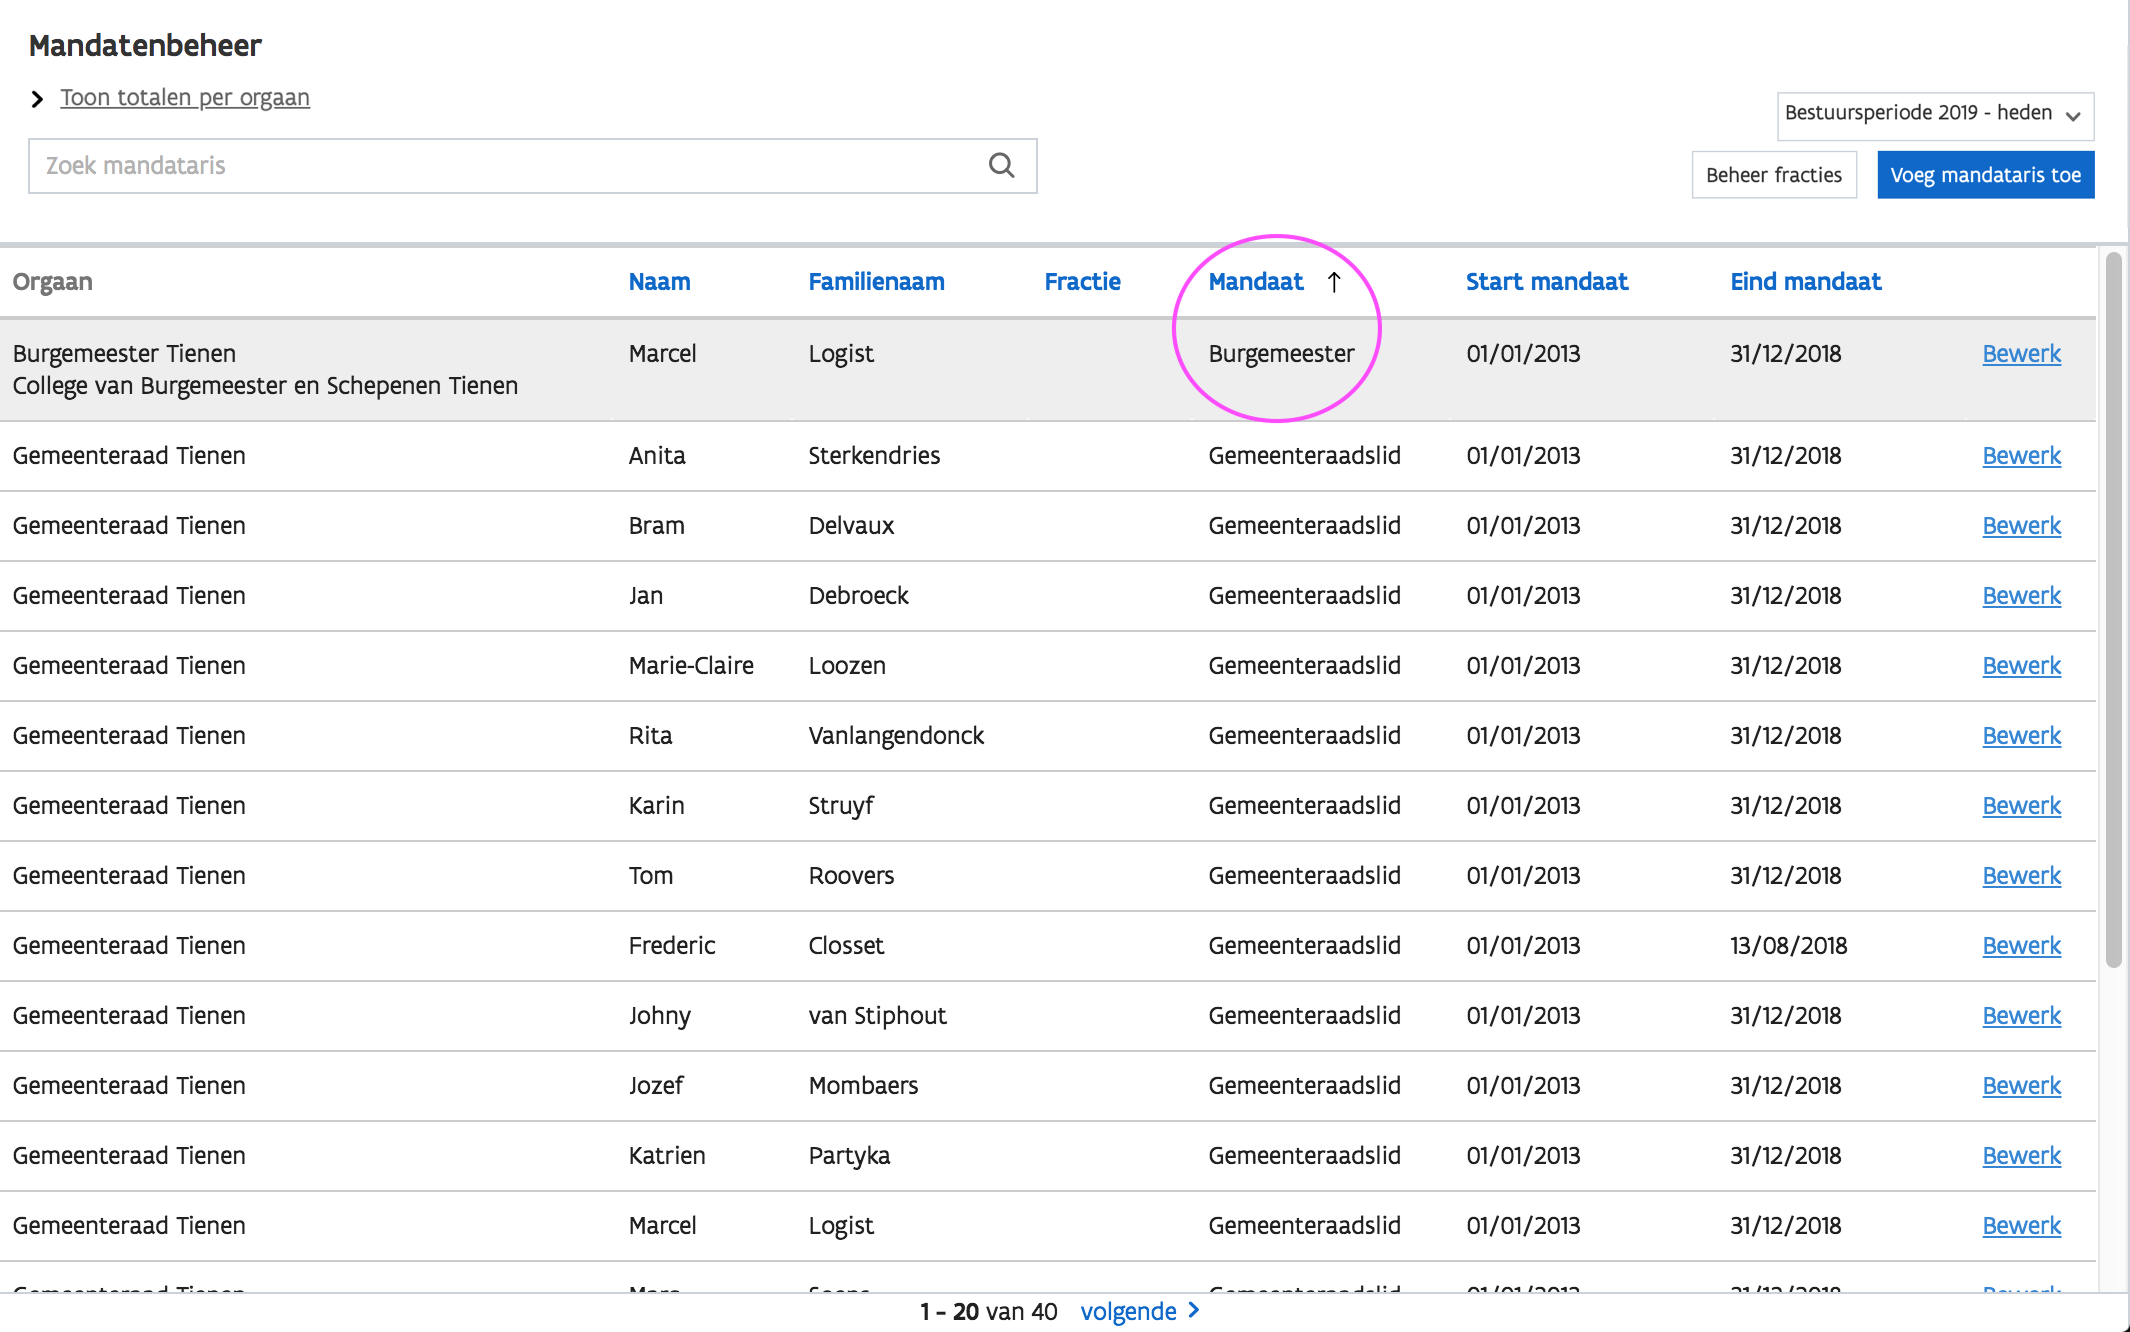 Mandatenbeheer
Toon totalen per orgaan
Bestuursperiode 2019 - heden
Zoek mandataris
Beheer fracties
Voeg mandataris toe
Orgaan Naam Familienaam Fractie Mandaat ↑ Start mandaat Eind mandaat
Burgemeester Tienen Marcel Logist Burgemeester 01/01/2013 31/12/2018 Bewerk
College van Burgemeester en Schepenen Tienen
Gemeenteraad Tienen Anita Sterkendries Gemeenteraadslid 01/01/2013 31/12/2018 Bewerk
Gemeenteraad Tienen Bram Delvaux Gemeenteraadslid 01/01/2013 31/12/2018 Bewerk
Gemeenteraad Tienen Jan Debroeck Gemeenteraadslid 01/01/2013 31/12/2018 Bewerk
Gemeenteraad Tienen Marie-Claire Loozen Gemeenteraadslid 01/01/2013 31/12/2018 Bewerk
Gemeenteraad Tienen Rita Vanlangendonck Gemeenteraadslid 01/01/2013 31/12/2018 Bewerk
Gemeenteraad Tienen Karin Struyf Gemeenteraadslid 01/01/2013 31/12/2018 Bewerk
Gemeenteraad Tienen Tom Roovers Gemeenteraadslid 01/01/2013 31/12/2018 Bewerk
Gemeenteraad Tienen Frederic Closset Gemeenteraadslid 01/01/2013 13/08/2018 Bewerk
Gemeenteraad Tienen Johny van Stiphout Gemeenteraadslid 01/01/2013 31/12/2018 Bewerk
Gemeenteraad Tienen Jozef Mombaers Gemeenteraadslid 01/01/2013 31/12/2018 Bewerk
Gemeenteraad Tienen Katrien Partyka Gemeenteraadslid 01/01/2013 31/12/2018 Bewerk
Gemeenteraad Tienen Marcel Logist Gemeenteraadslid 01/01/2013 31/12/2018 Bewerk
1 - 20 van 40 volgende